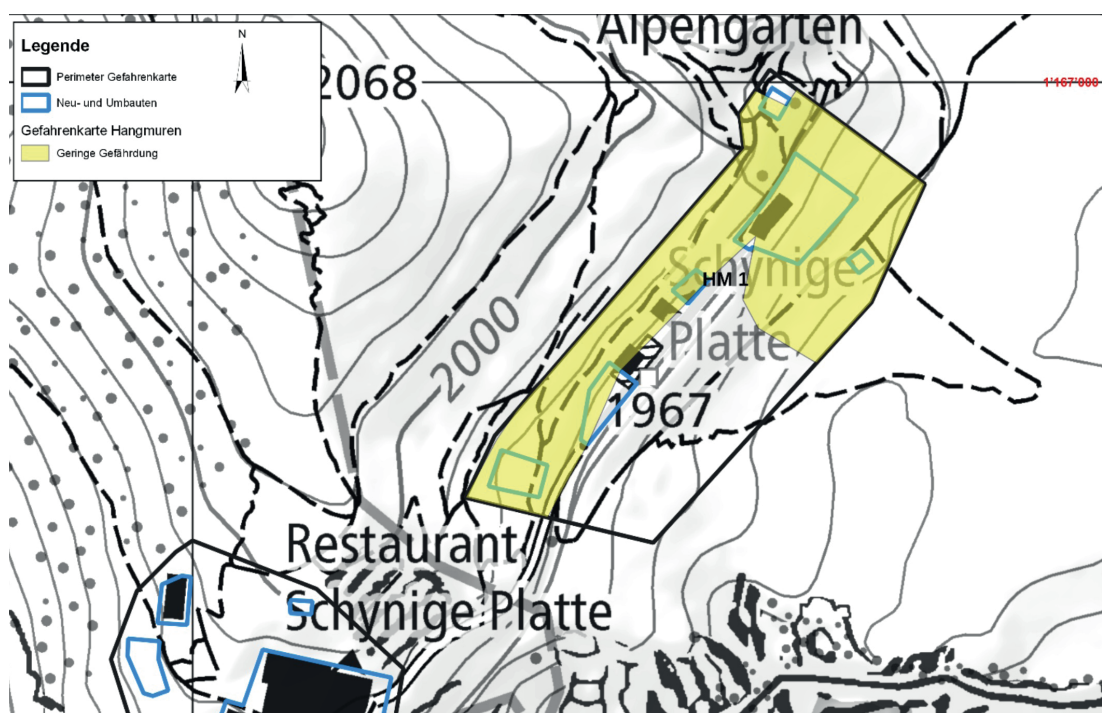 Legende
Perimeter Gefahrenkarte
Neu- und Umbauten
Gefahrenkarte Hangmuren
Geringe Gefährdung
N
Alpengarten
2068
1'167'000
Schynige
HM 1
Platte
2000
1967
Restaurant
Schynige Platte